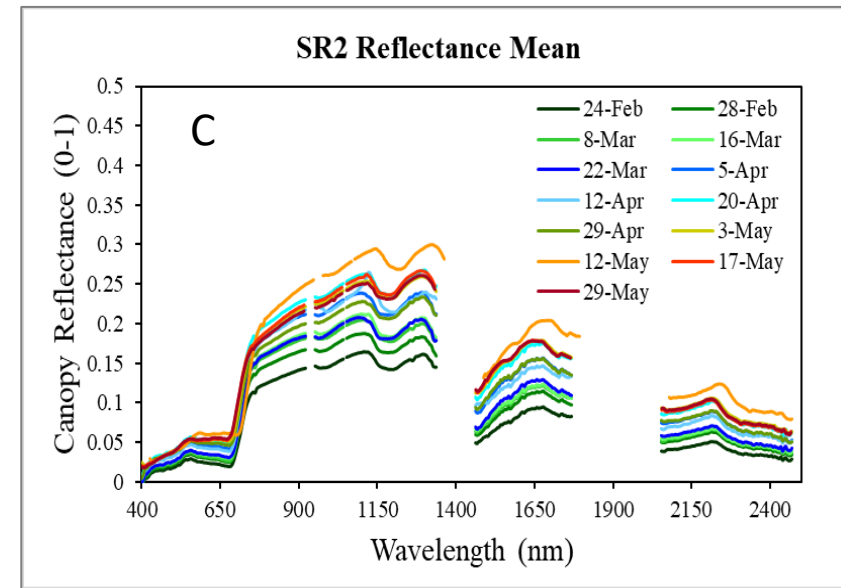 SR2 Reflectance Mean
C
Canopy Reflectance (0-1)
0.5
0.45
0.4
0.35
0.3
0.25
0.2
0.15
0.1
0.05
0
24-Feb 28-Feb
8-Mar 16-Mar
22-Mar 5-Apr
12-Apr 20-Apr
29-Apr 3-May
12-May 17-May
29-May
400 650 900 1150 1400 1650 1900 2150 2400
Wavelength (nm)